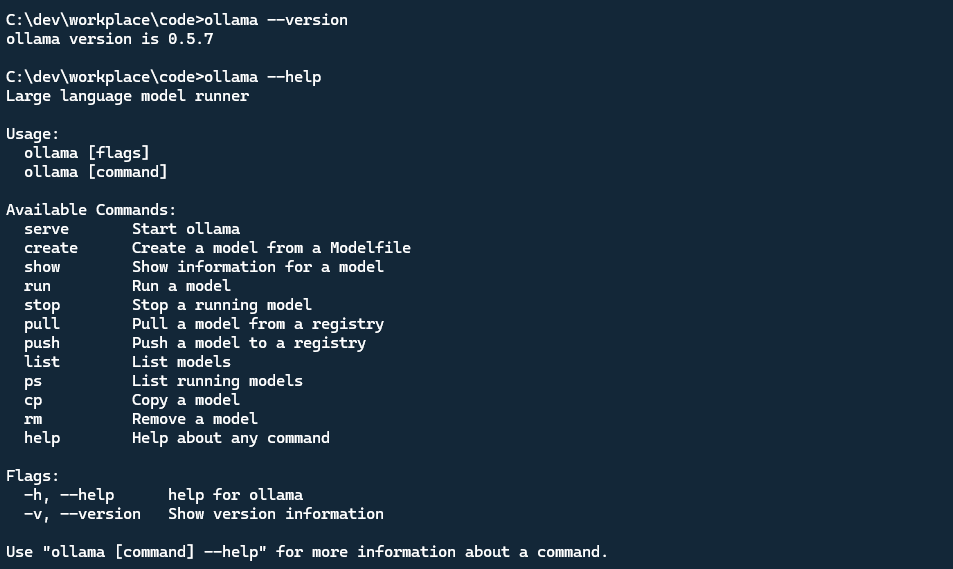 C:\dev\workplace\code>ollama --version
ollama version is 0.5.7
C:\dev\workplace\code>ollama --help
Large language model runner
Usage:
  ollama [flags]
  ollama [command]
Available Commands:
  serve       Start ollama
  create      Create a model from a Modelfile
  show        Show information for a model
  run         Run a model
  stop        Stop a running model
  pull        Pull a model from a registry
  push        Push a model to a registry
  list        List models
  ps          List running models
  cp          Copy a model
  rm          Remove a model
  help        Help about any command
Flags:
  -h, --help      help for ollama
  -v, --version   Show version information
Use "ollama [command] --help" for more information about a command.